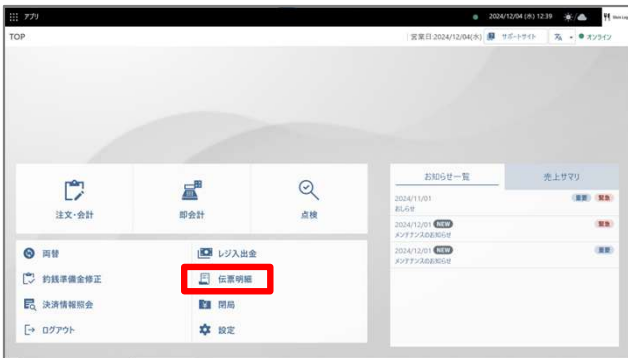 アプリ
2024/12/04 (水) 12:39
TOP
営業日:2024/12/04(水)
サポートサイト
オンライン
注文・会計
即会計
点検
両替
レジ入出金
釣銭準備金修正
伝票明細
決済情報照会
閉局
ログアウト
設定
お知らせ一覧
売上サマリ
2024/11/01
重要
緊急
お知らせ
2024/12/01 NEW
緊急
メンテナンスのお知らせ
2024/12/01 NEW
重要
メンテナンスのお知らせ